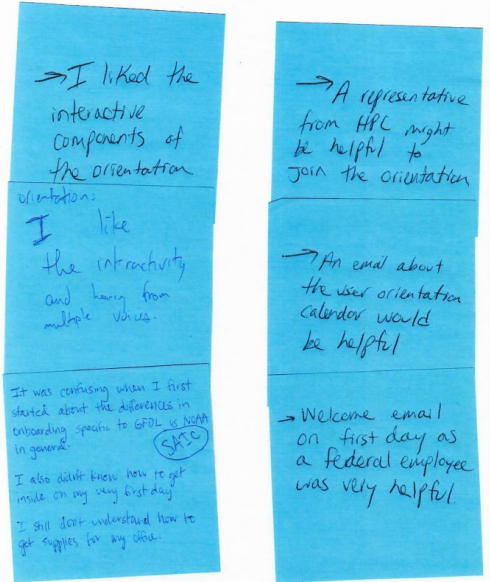 → I liked the
interactive
components of
the orientation
orientation:
I like
the intractivity
and hearing from
multiple voices.
It was confusing when I first
started about the differences in
onboarding specific to GFDL vs NOAA
in general.
SAIC
I also didn't know how to get
inside on my very first day
I still don't understand how to
get supplies for my office.
→ A representative
from HPC might
be helpful to
join the orientation
→ An email about
the user orientation
calendar would
be helpful
→ Welcome email
on first day as
a federal employee
was very helpful.